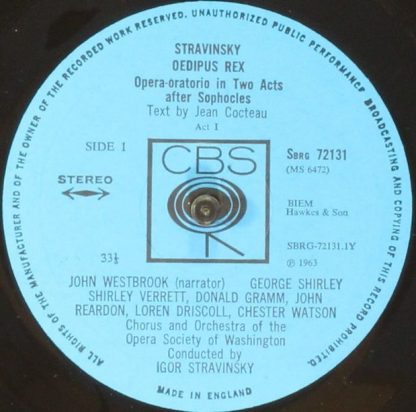 ALL RIGHTS OF THE MANUFACTURER AND OF THE OWNER OF THE RECORDED WORK RESERVED. UNAUTHORIZED PUBLIC PERFORMANCE BROADCASTING AND COPYING OF THIS RECORD PROHIBITED.
STRAVINSKY
OEDIPUS REX
Opera-oratorio in Two Acts
after Sophocles
Text by Jean Cocteau
Act I
SIDE 1
CBS
SBRG 72131
(MS 6472)
STEREO
BIEM
Hawkes & Son
SBRG-72131.1Y
33⅓
℗ 1963
JOHN WESTBROOK (narrator) GEORGE SHIRLEY
SHIRLEY VERRETT, DONALD GRAMM, JOHN
REARDON, LOREN DRISCOLL, CHESTER WATSON
Chorus and Orchestra of the
Opera Society of Washington
Conducted by
IGOR STRAVINSKY
MADE IN ENGLAND